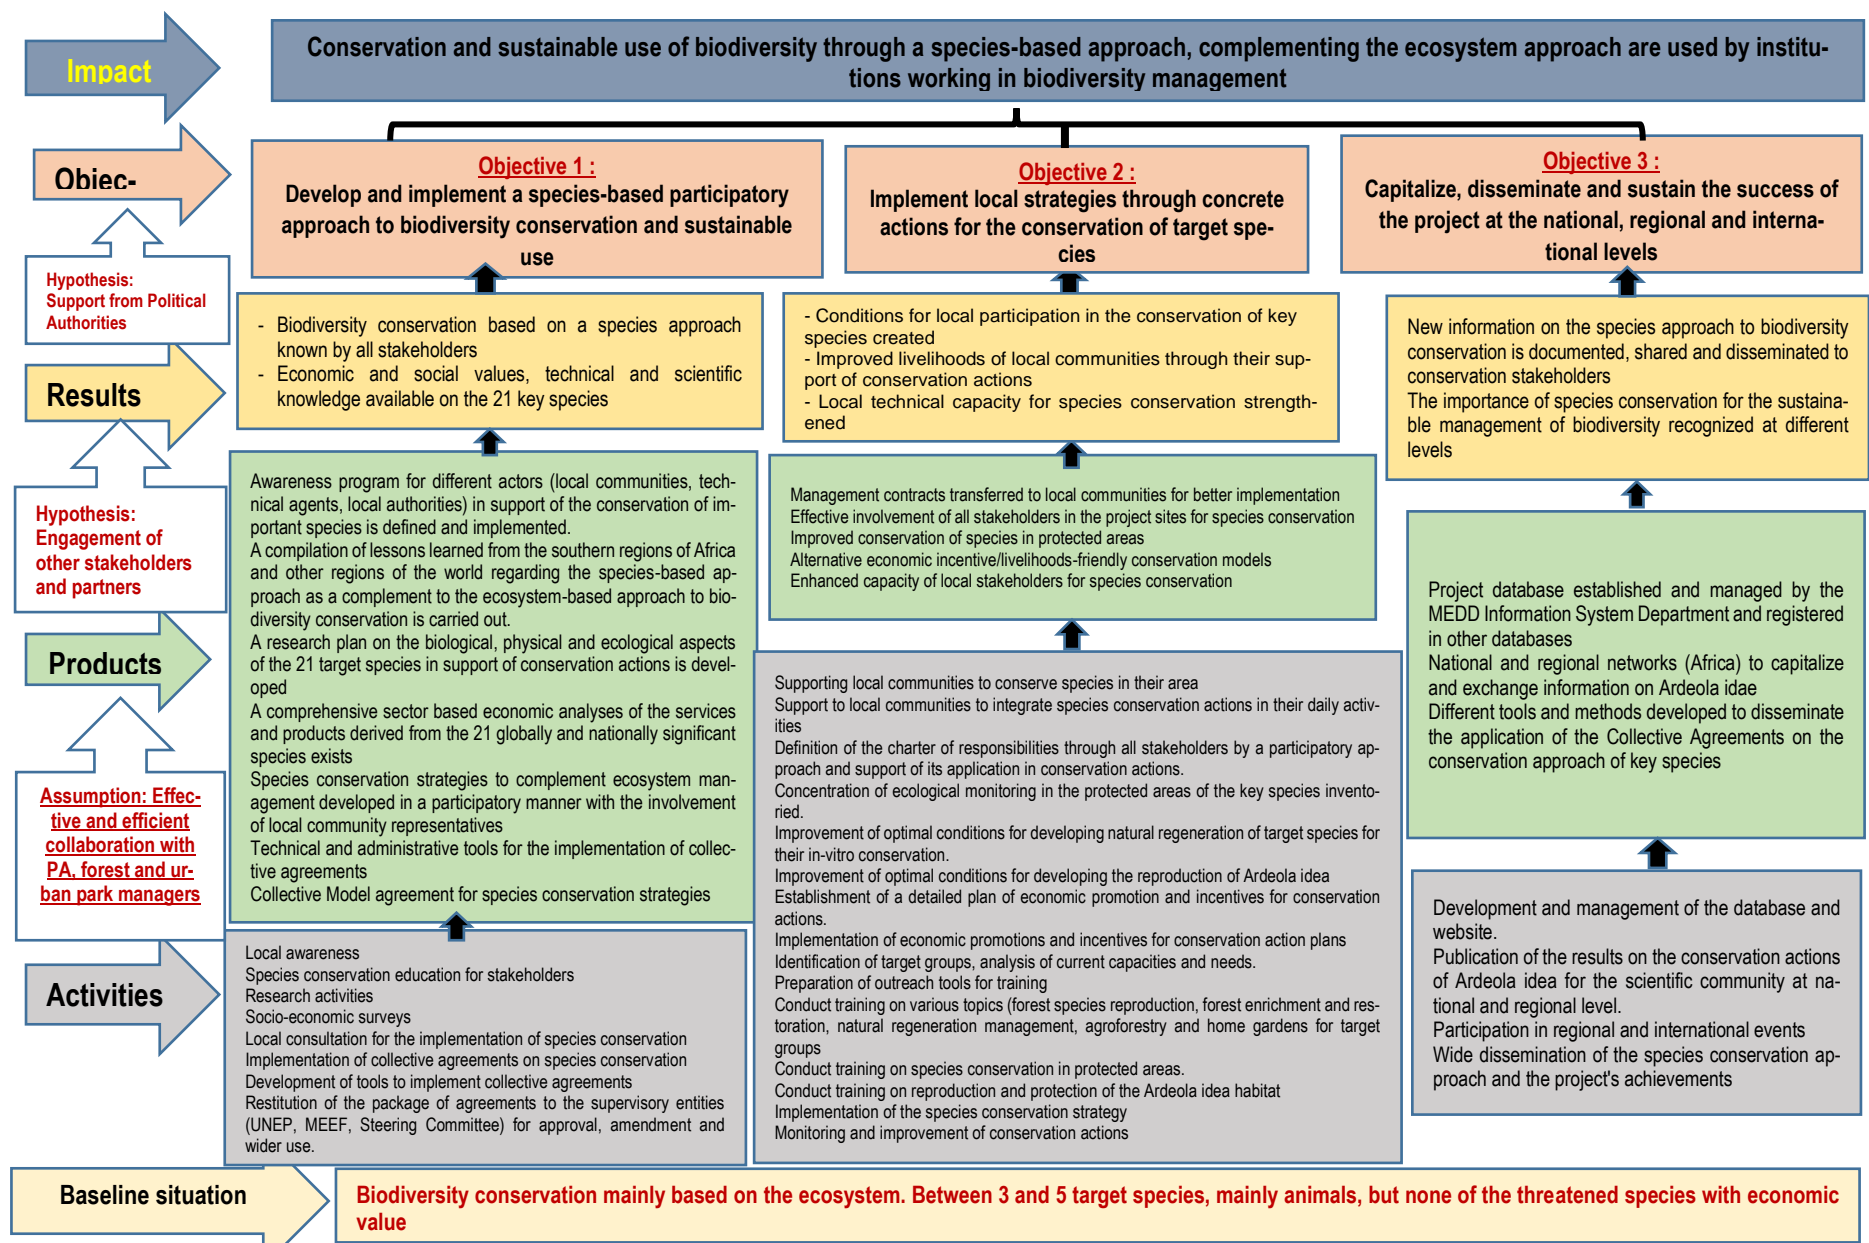 Impact
Conservation and sustainable use of biodiversity through a species-based approach, complementing the ecosystem approach are used by institu-
tions working in biodiversity management
Objec-
Objective 1 :
Develop and implement a species-based participatory
approach to biodiversity conservation and sustainable
use
Objective 2 :
Implement local strategies through concrete
actions for the conservation of target spe-
cies
Objective 3 :
Capitalize, disseminate and sustain the success of
the project at the national, regional and interna-
tional levels
Hypothesis:
Support from Political
Authorities
Results
- Biodiversity conservation based on a species approach
known by all stakeholders
- Economic and social values, technical and scientific
knowledge available on the 21 key species
- Conditions for local participation in the conservation of key
species created
- Improved livelihoods of local communities through their sup-
port of conservation actions
- Local technical capacity for species conservation strength-
ened
New information on the species approach to biodiversity
conservation is documented, shared and disseminated to
conservation stakeholders
The importance of species conservation for the sustaina-
ble management of biodiversity recognized at different
levels
Hypothesis:
Engagement of
other stakeholders
and partners
Products
Awareness program for different actors (local communities, tech-
nical agents, local authorities) in support of the conservation of im-
portant species is defined and implemented.
A compilation of lessons learned from the southern regions of Africa
and other regions of the world regarding the species-based ap-
proach as a complement to the ecosystem-based approach to bio-
diversity conservation is carried out.
A research plan on the biological, physical and ecological aspects
of the 21 target species in support of conservation actions is devel-
oped
A comprehensive sector based economic analyses of the services
and products derived from the 21 globally and nationally significant
species exists
Species conservation strategies to complement ecosystem man-
agement developed in a participatory manner with the involvement
of local community representatives
Technical and administrative tools for the implementation of collec-
tive agreements
Collective Model agreement for species conservation strategies
Management contracts transferred to local communities for better implementation
Effective involvement of all stakeholders in the project sites for species conservation
Improved conservation of species in protected areas
Alternative economic incentive/livelihoods-friendly conservation models
Enhanced capacity of local stakeholders for species conservation
Project database established and managed by the
MEDD Information System Department and registered
in other databases
National and regional networks (Africa) to capitalize
and exchange information on Ardeola idae
Different tools and methods developed to disseminate
the application of the Collective Agreements on the
conservation approach of key species
Assumption: Effec-
tive and efficient
collaboration with
PA, forest and ur-
ban park managers
Activities
Local awareness
Species conservation education for stakeholders
Research activities
Socio-economic surveys
Local consultation for the implementation of species conservation
Implementation of collective agreements on species conservation
Development of tools to implement collective agreements
Restitution of the package of agreements to the supervisory entities
(UNEP, MEEF, Steering Committee) for approval, amendment and
wider use.
Supporting local communities to conserve species in their area
Support to local communities to integrate species conservation actions in their daily activ-
ities
Definition of the charter of responsibilities through all stakeholders by a participatory ap-
proach and support of its application in conservation actions.
Concentration of ecological monitoring in the protected areas of the key species invento-
ried.
Improvement of optimal conditions for developing natural regeneration of target species for
their in-vitro conservation.
Improvement of optimal conditions for developing the reproduction of Ardeola idea
Establishment of a detailed plan of economic promotion and incentives for conservation
actions.
Implementation of economic promotions and incentives for conservation action plans
Identification of target groups, analysis of current capacities and needs.
Preparation of outreach tools for training
Conduct training on various topics (forest species reproduction, forest enrichment and res-
toration, natural regeneration management, agroforestry and home gardens for target
groups
Conduct training on species conservation in protected areas.
Conduct training on reproduction and protection of the Ardeola idea habitat
Implementation of the species conservation strategy
Monitoring and improvement of conservation actions
Development and management of the database and
website.
Publication of the results on the conservation actions
of Ardeola idea for the scientific community at na-
tional and regional level.
Participation in regional and international events
Wide dissemination of the species conservation ap-
proach and the project's achievements
Baseline situation
Biodiversity conservation mainly based on the ecosystem. Between 3 and 5 target species, mainly animals, but none of the threatened species with economic
value